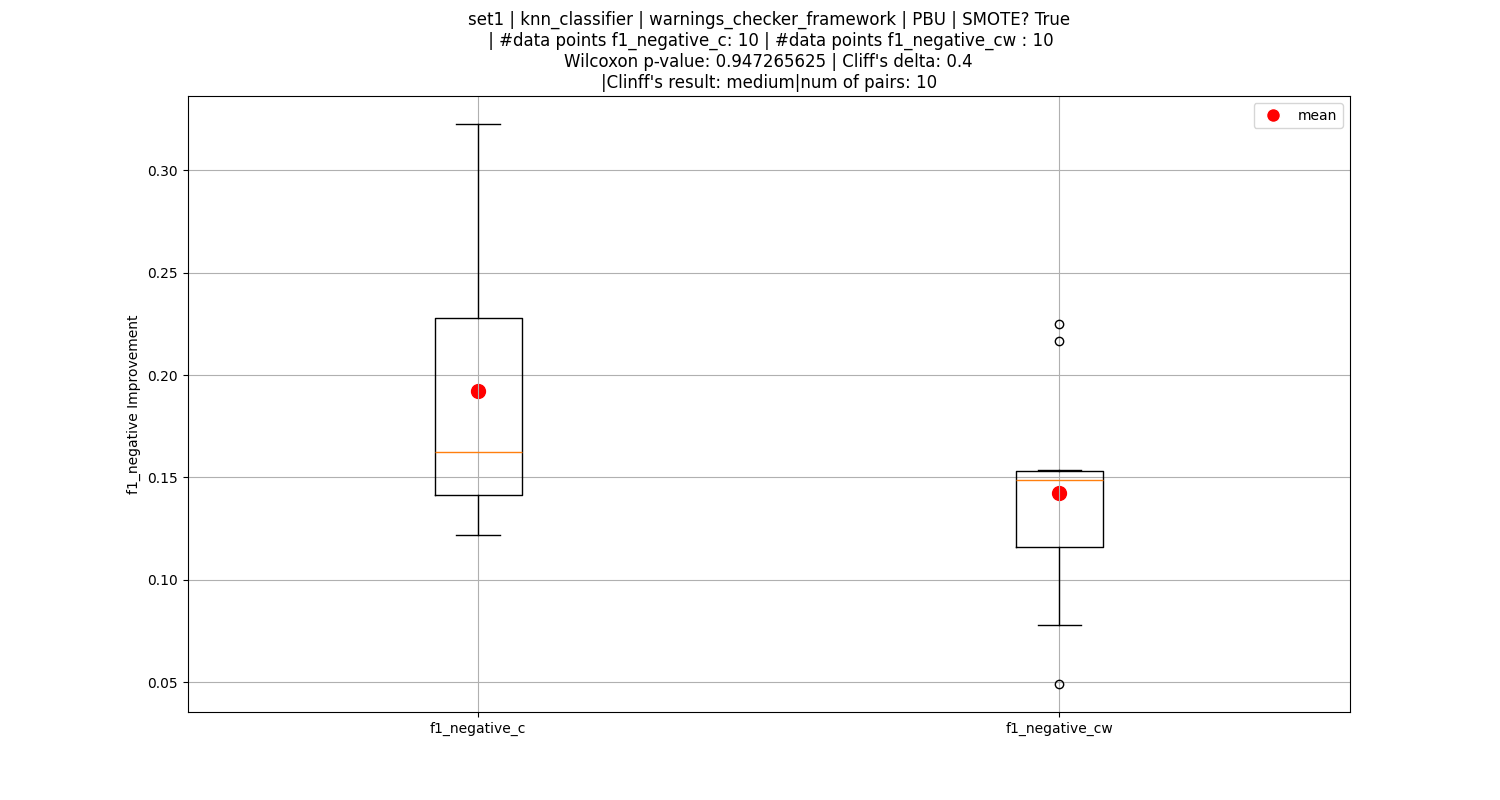 set1 | knn_classifier | warnings_checker_framework | PBU | SMOTE? True
| #data points f1_negative_c: 10 | #data points f1_negative_cw : 10
Wilcoxon p-value: 0.947265625 | Cliff's delta: 0.4
|Clinff's result: medium|num of pairs: 10
mean
0.30
0.25
0.20
0.15
0.10
0.05
f1_negative Improvement
f1_negative_c
f1_negative_cw